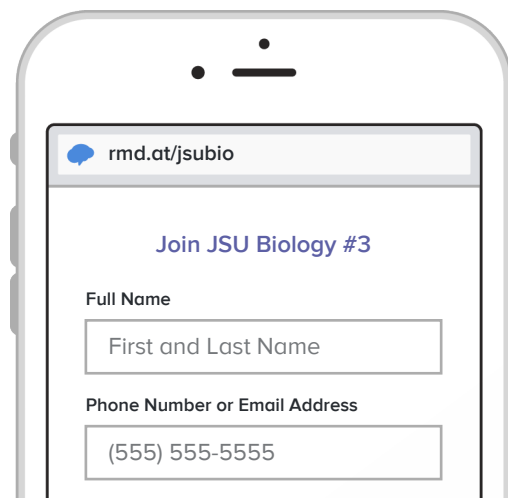 rmd.at/jsubio
Join JSU Biology #3
Full Name
First and Last Name
Phone Number or Email Address
(555) 555-5555